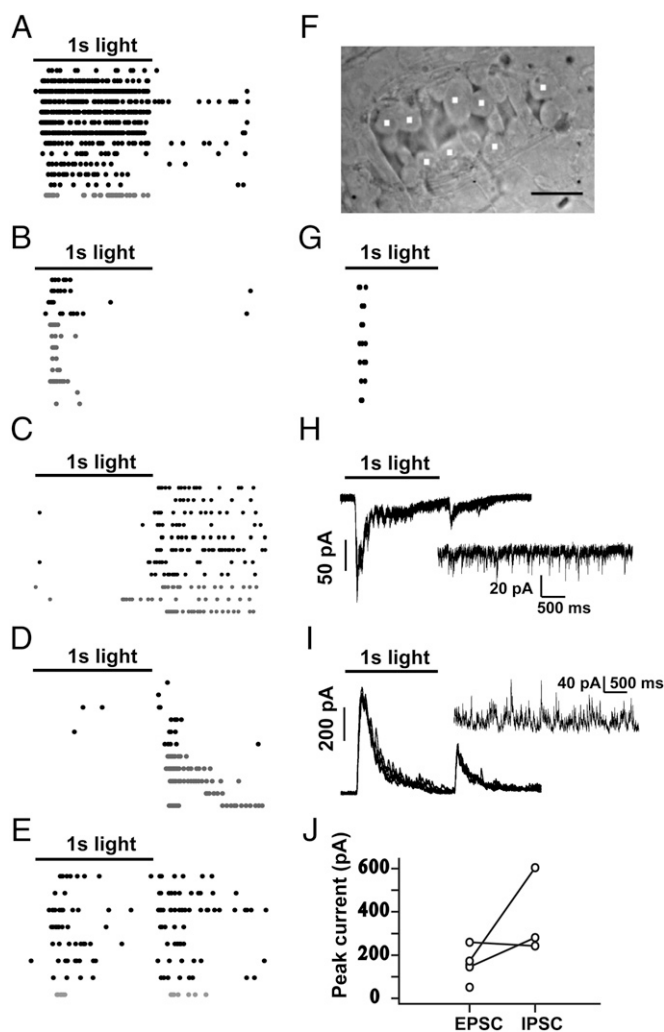 A
1s light
B
1s light
C
1s light
D
1s light
E
1s light
F
G
1s light
H
1s light
50 pA
20 pA
500 ms
I
1s light
200 pA
40 pA
500 ms
J
Peak current (pA)
600
400
200
0
EPSC
IPSC